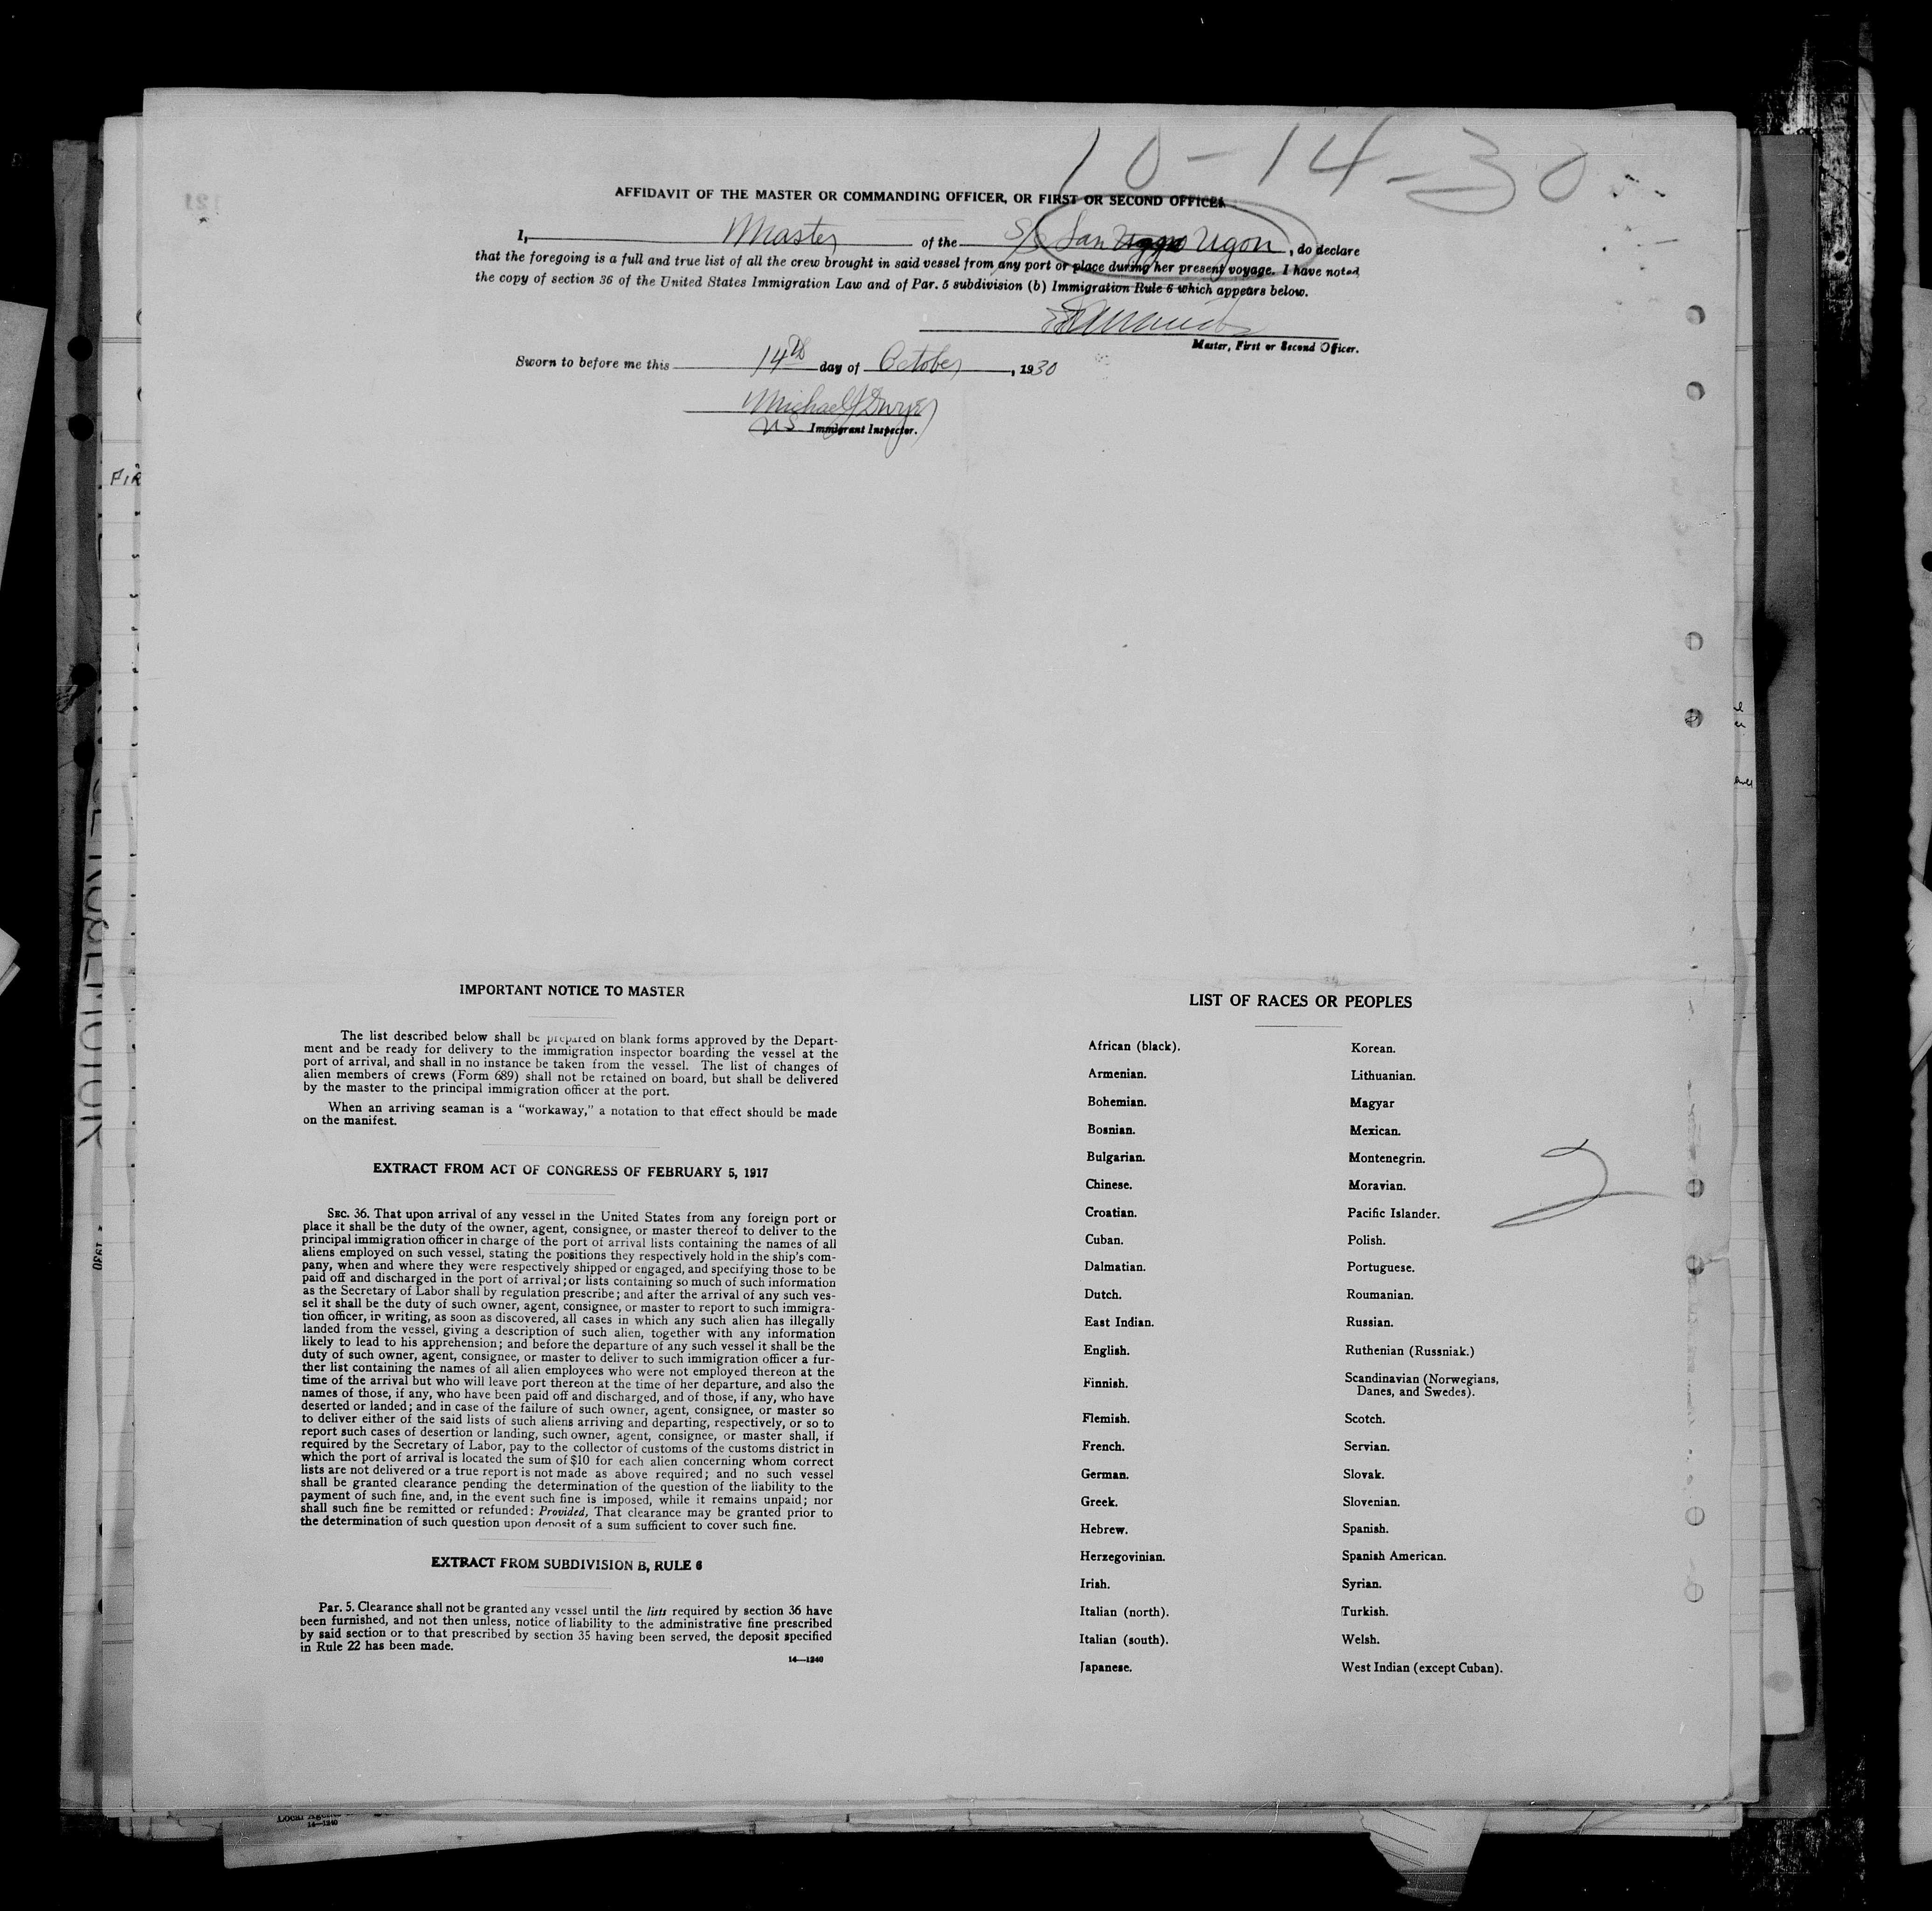 10-14-30
AFFIDAVIT OF THE MASTER OR COMMANDING OFFICER, OR FIRST OR SECOND OFFICER
I, Master of the S/S San Ugon, do declare
that the foregoing is a full and true list of all the crew brought in said vessel from any port or place during her present voyage. I have noted
the copy of section 36 of the United States Immigration Law and of Par. 5 subdivision (b) Immigration Rule 6 which appears below.
Master, First or Second Officer.
Sworn to before me this 14th day of October, 1930
Michael J Dwyer
US Immigrant Inspector.
IMPORTANT NOTICE TO MASTER
The list described below shall be prepared on blank forms approved by the Depart-
ment and be ready for delivery to the immigration inspector boarding the vessel at the
port of arrival, and shall in no instance be taken from the vessel. The list of changes of
alien members of crews (Form 689) shall not be retained on board, but shall be delivered
by the master to the principal immigration officer at the port.
When an arriving seaman is a "workaway," a notation to that effect should be made
on the manifest.
EXTRACT FROM ACT OF CONGRESS OF FEBRUARY 5, 1917
SEC. 36. That upon arrival of any vessel in the United States from any foreign port or
place it shall be the duty of the owner, agent, consignee, or master thereof to deliver to the
principal immigration officer in charge of the port of arrival lists containing the names of all
aliens employed on such vessel, stating the positions they respectively hold in the ship's com-
pany, when and where they were respectively shipped or engaged, and specifying those to be
paid off and discharged in the port of arrival; or lists containing so much of such information
as the Secretary of Labor shall by regulation prescribe; and after the arrival of any such ves-
sel it shall be the duty of such owner, agent, consignee, or master to report to such immigra-
tion officer, in writing, as soon as discovered, all cases in which any such alien has illegally
landed from the vessel, giving a description of such alien, together with any information
likely to lead to his apprehension; and before the departure of any such vessel it shall be the
duty of such owner, agent, consignee, or master to deliver to such immigration officer a fur-
ther list containing the names of all alien employees who were not employed thereon at the
time of the arrival but who will leave port thereon at the time of her departure, and also the
names of those, if any, who have been paid off and discharged, and of those, if any, who have
deserted or landed; and in case of the failure of such owner, agent, consignee, or master so
to deliver either of the said lists of such aliens arriving and departing, respectively, or so to
report such cases of desertion or landing, such owner, agent, consignee, or master shall, if
required by the Secretary of Labor, pay to the collector of customs of the customs district in
which the port of arrival is located the sum of $10 for each alien concerning whom correct
lists are not delivered or a true report is not made as above required; and no such vessel
shall be granted clearance pending the determination of the question of the liability to the
payment of such fine, and, in the event such fine is imposed, while it remains unpaid; nor
shall such fine be remitted or refunded: Provided, That clearance may be granted prior to
the determination of such question upon deposit of a sum sufficient to cover such fine.
EXTRACT FROM SUBDIVISION B, RULE 6
Par. 5. Clearance shall not be granted any vessel until the lists required by section 36 have
been furnished, and not then unless, notice of liability to the administrative fine prescribed
by said section or to that prescribed by section 35 having been served, the deposit specified
in Rule 22 has been made.
14—1240
LIST OF RACES OR PEOPLES
African (black).
Armenian.
Bohemian.
Bosnian.
Bulgarian.
Chinese.
Croatian.
Cuban.
Dalmatian.
Dutch.
East Indian.
English.
Finnish.
Flemish.
French.
German.
Greek.
Hebrew.
Herzegovinian.
Irish.
Italian (north).
Italian (south).
Japanese.
Korean.
Lithuanian.
Magyar
Mexican.
Montenegrin.
Moravian.
Pacific Islander.
Polish.
Portuguese.
Roumanian.
Russian.
Ruthenian (Russniak.)
Scandinavian (Norwegians,
Danes, and Swedes).
Scotch.
Servian.
Slovak.
Slovenian.
Spanish.
Spanish American.
Syrian.
Turkish.
Welsh.
West Indian (except Cuban).
2
14—1240